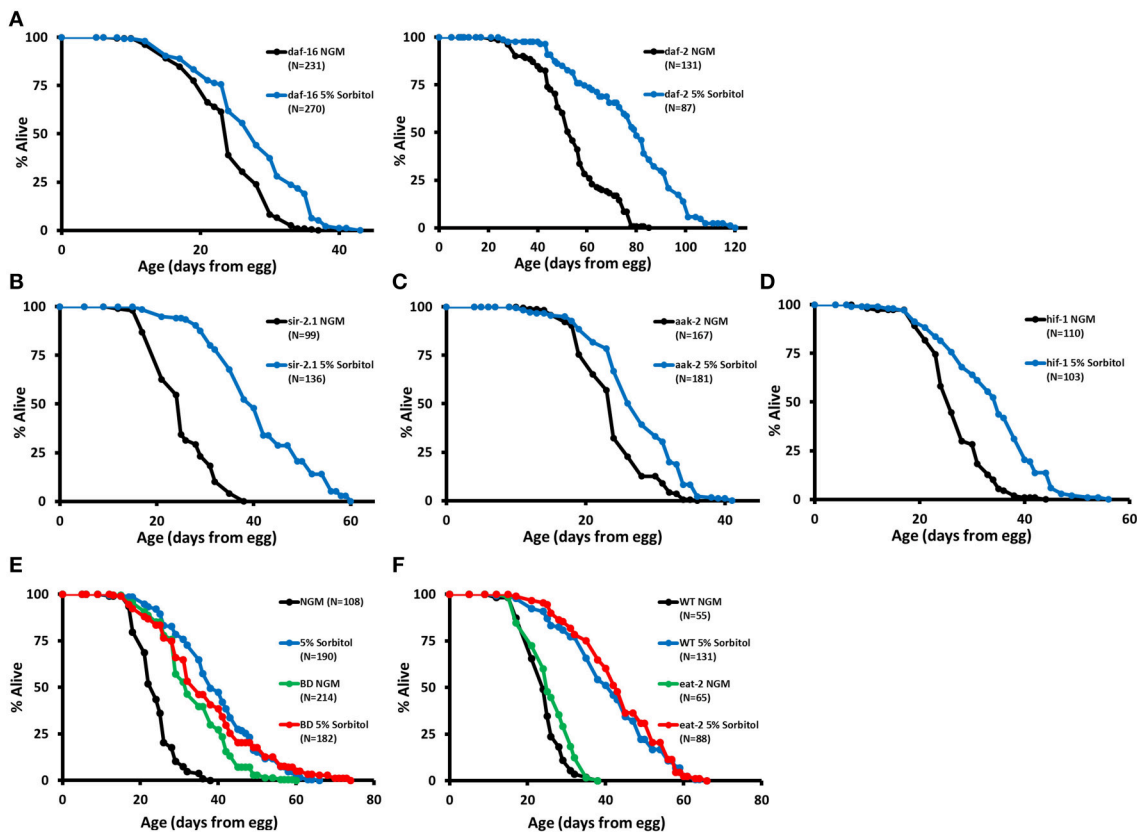 A
100
75
50
25
0
% Alive
0
20
40
Age (days from egg)
daf-16 NGM
(N=231)
daf-16 5% Sorbitol
(N=270)
100
75
50
25
0
% Alive
0
20
40
60
80
100
120
Age (days from egg)
daf-2 NGM
(N=131)
daf-2 5% Sorbitol
(N=87)
B
100
75
50
25
0
% Alive
0
20
40
60
Age (days from egg)
sir-2.1 NGM
(N=99)
sir-2.1 5% Sorbitol
(N=136)
C
100
75
50
25
0
% Alive
0
20
40
Age (days from egg)
aak-2 NGM
(N=167)
aak-2 5% Sorbitol
(N=181)
D
100
75
50
25
0
% Alive
0
20
40
60
Age (days from egg)
hif-1 NGM
(N=110)
hif-1 5% Sorbitol
(N=103)
E
100
75
50
25
0
% Alive
0
20
40
60
80
Age (days from egg)
NGM (N=108)
5% Sorbitol
(N=190)
BD NGM
(N=214)
BD 5% Sorbitol
(N=182)
F
100
75
50
25
0
% Alive
0
20
40
60
80
Age (days from egg)
WT NGM
(N=55)
WT 5% Sorbitol
(N=131)
eat-2 NGM
(N=65)
eat-2 5% Sorbitol
(N=88)